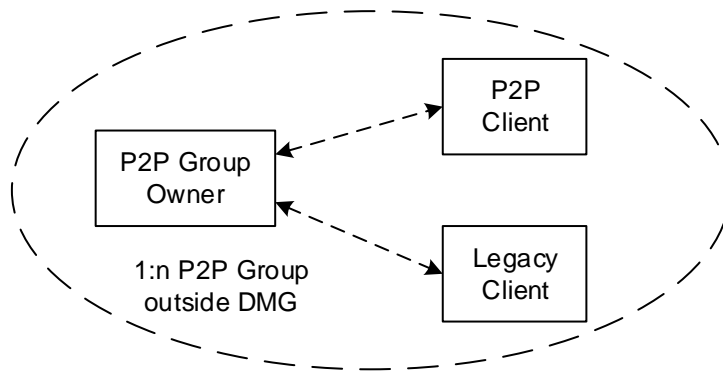 P2P
Client
P2P Group
Owner
1:n P2P Group
outside DMG
Legacy
Client